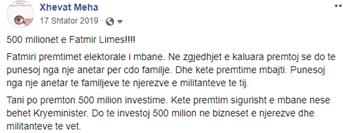 Xhevat Meha
17 Shtator 2019
500 milionet e Fatmir Limes!!!!
Fatmiri premtimet elektorale i mbane. Ne zgjedhjet e kaluara premtoj se do te
punesoj nga nje anetar per cdo familje. Dhe kete premtime mbajti. Punesoj
nga nje anetar te familjeve te njerezve e militanteve te tij.
Tani po premton 500 milion investime. Kete premtim sigurisht e mbane nese
behet Kryeminister. Do te investoj 500 milion ne bizneset e njerezve dhe
militanteve te vet.